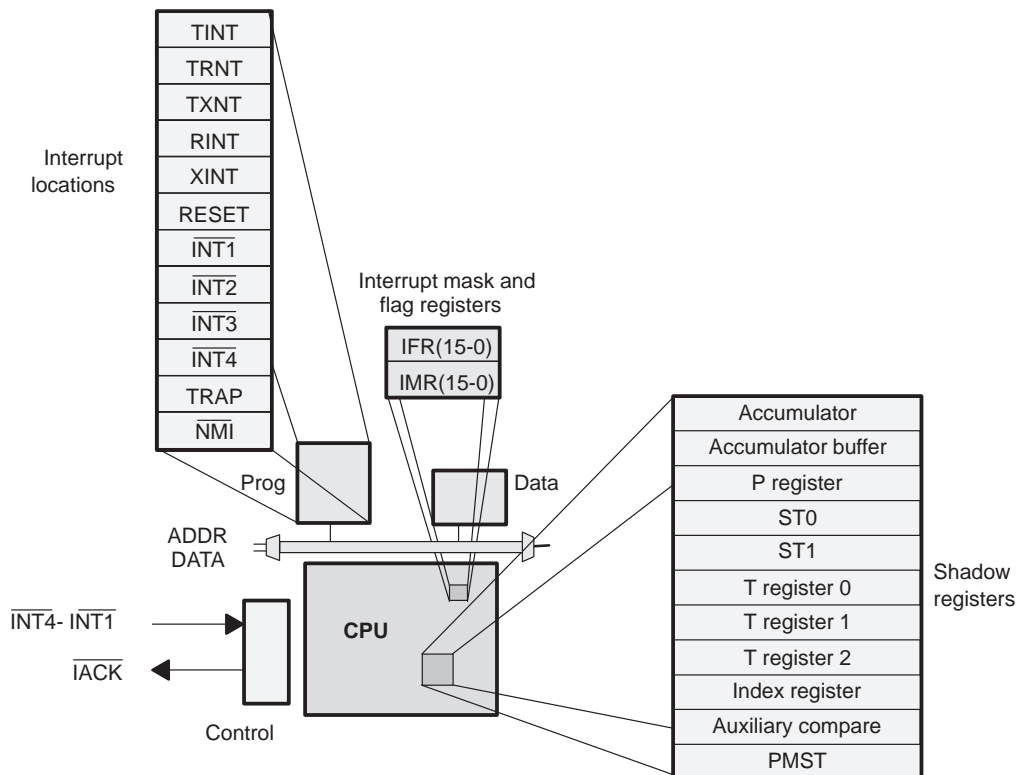 TINT
TRNT
TXNT
RINT
XINT
RESET
INT1
INT2
INT3
INT4
TRAP
NMI
Interrupt
locations
Interrupt mask and
flag registers
IFR(15-0)
IMR(15-0)
Prog
Data
ADDR
DATA
INT4- INT1
IACK
Control
CPU
Accumulator
Accumulator buffer
P register
ST0
ST1
T register 0
T register 1
T register 2
Index register
Auxiliary compare
PMST
Shadow
registers